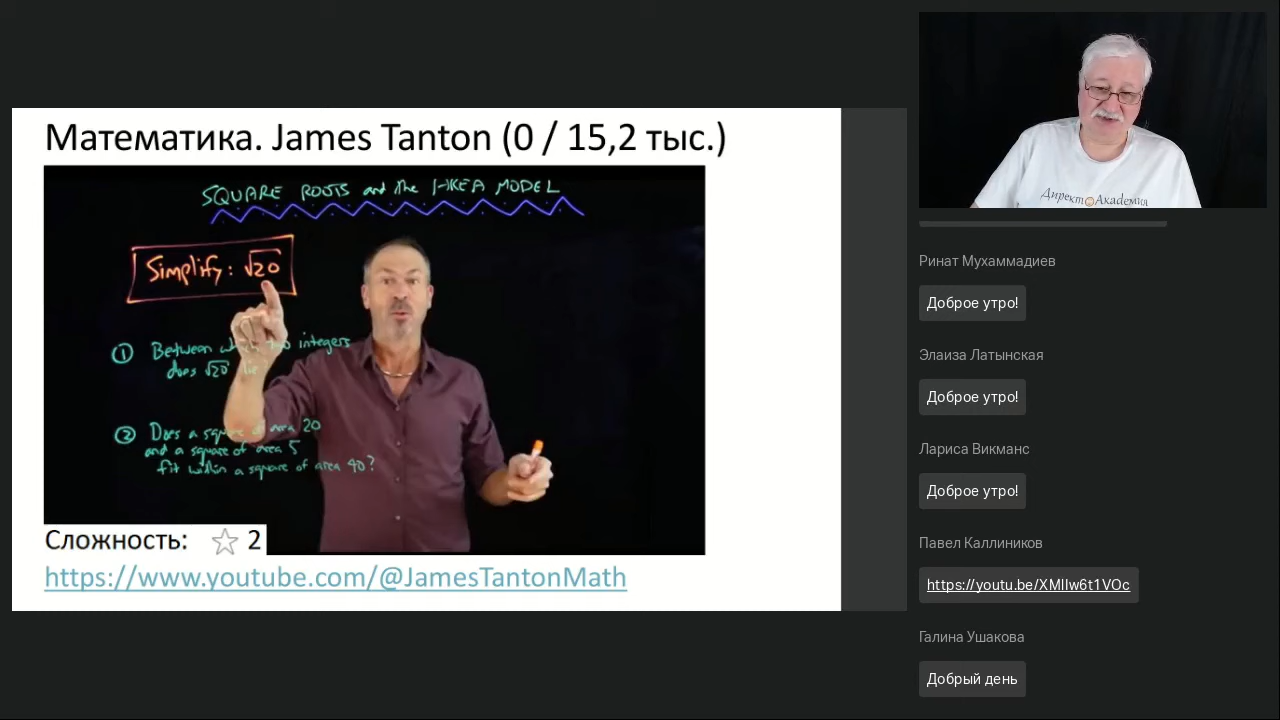 Математика. James Tanton (0 / 15,2 тыс.)
SQUARE ROOTS and the I-KEA MODEL
Simplify: √20
① Between two integers
does √20
② Does a square of area 20
and a square of area 5
fit within a square of area 40?
Сложность: 2
https://www.youtube.com/@JamesTantonMath
Директ Академия
Ринат Мухаммадиев
Доброе утро!
Элаиза Латынская
Доброе утро!
Лариса Викманс
Доброе утро!
Павел Каллиников
https://youtu.be/XMlIw6t1VOc
Галина Ушакова
Добрый день